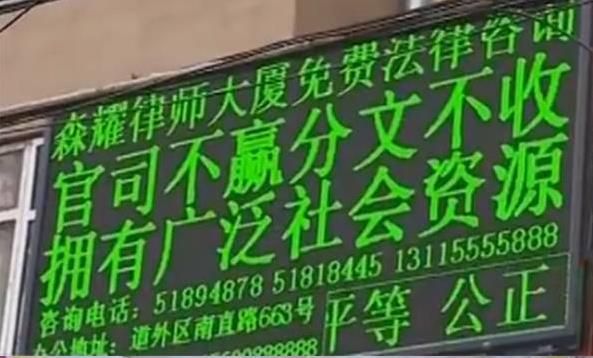 森耀律师大厦免费法律咨询
官司不赢分文不收
拥有广泛社会资源
咨询电话：51894878 51818445 13115555888
办公地址：道外区南直路663号
平等 公正